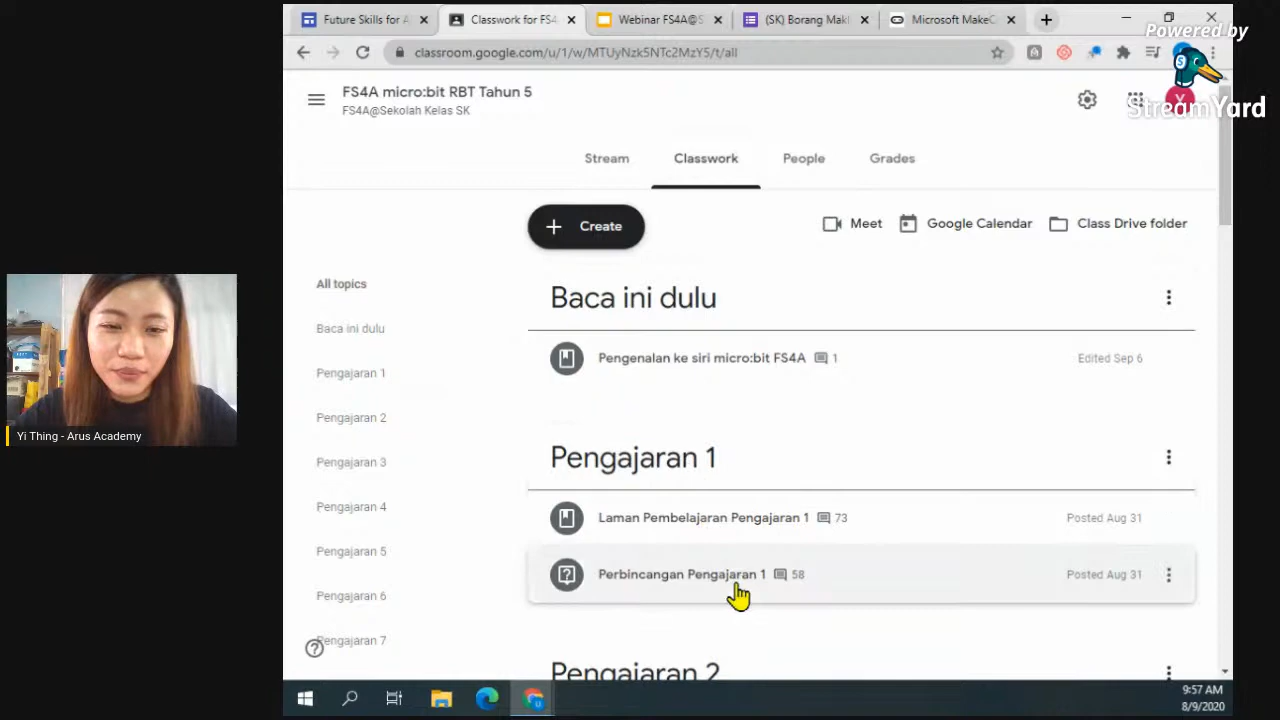 Future Skills for A
Classwork for FS4
Webinar FS4A@S
(SK) Borang Mak
Microsoft MakeC
Powered by
StreamYard
classroom.google.com/u/1/w/MTUyNzk5NTc2MzY5/t/all
FS4A micro:bit RBT Tahun 5
FS4A@Sekolah Kelas SK
Stream
Classwork
People
Grades
Create
Meet
Google Calendar
Class Drive folder
All topics
Baca ini dulu
Pengajaran 1
Pengajaran 2
Pengajaran 3
Pengajaran 4
Pengajaran 5
Pengajaran 6
Pengajaran 7
Baca ini dulu
Pengenalan ke siri micro:bit FS4A 1
Edited Sep 6
Pengajaran 1
Laman Pembelajaran Pengajaran 1 73
Posted Aug 31
Perbincangan Pengajaran 1 58
Posted Aug 31
Pengajaran 2
Yi Thing - Arus Academy
9:57 AM
8/9/2020